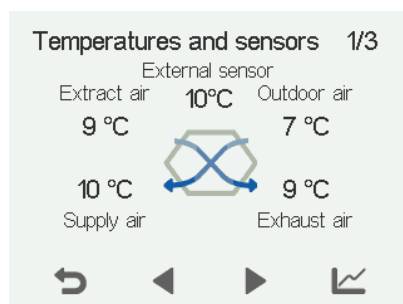 Temperatures and sensors 1/3
External sensor
Extract air 10°C Outdoor air
9 °C 7 °C
10 °C 9 °C
Supply air Exhaust air